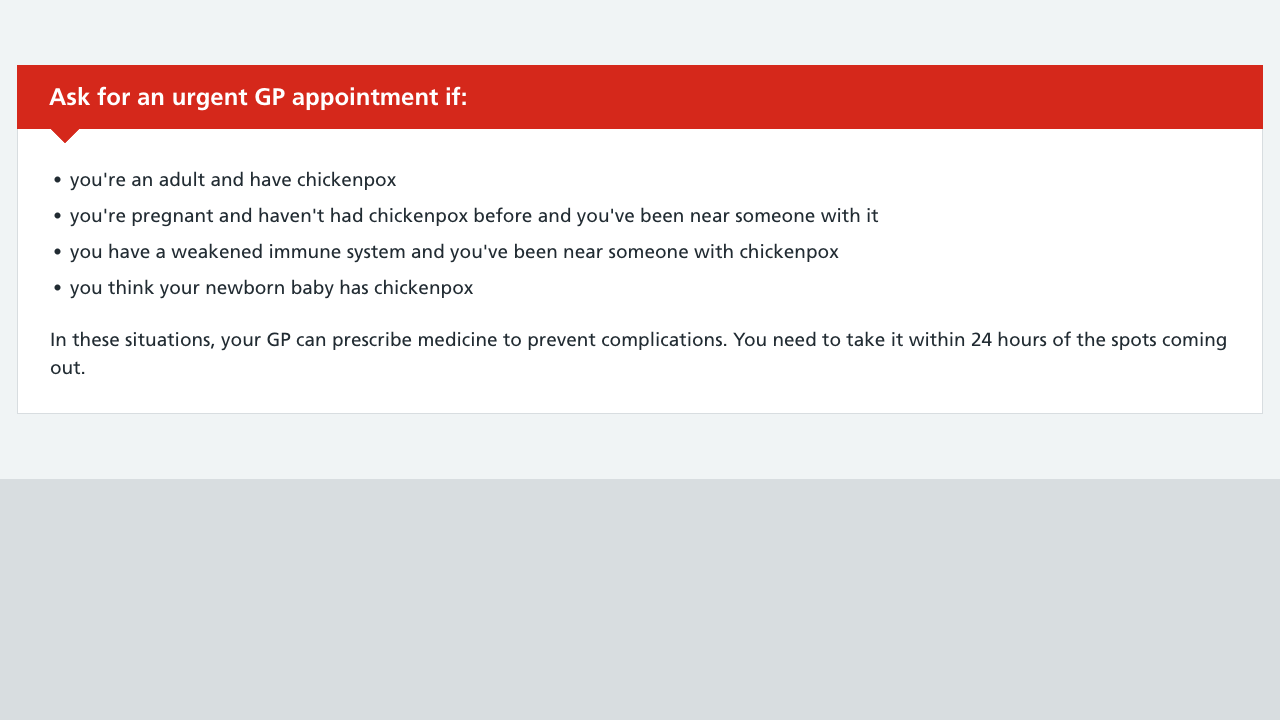 Ask for an urgent GP appointment if:
• you're an adult and have chickenpox
• you're pregnant and haven't had chickenpox before and you've been near someone with it
• you have a weakened immune system and you've been near someone with chickenpox
• you think your newborn baby has chickenpox
In these situations, your GP can prescribe medicine to prevent complications. You need to take it within 24 hours of the spots coming
out.